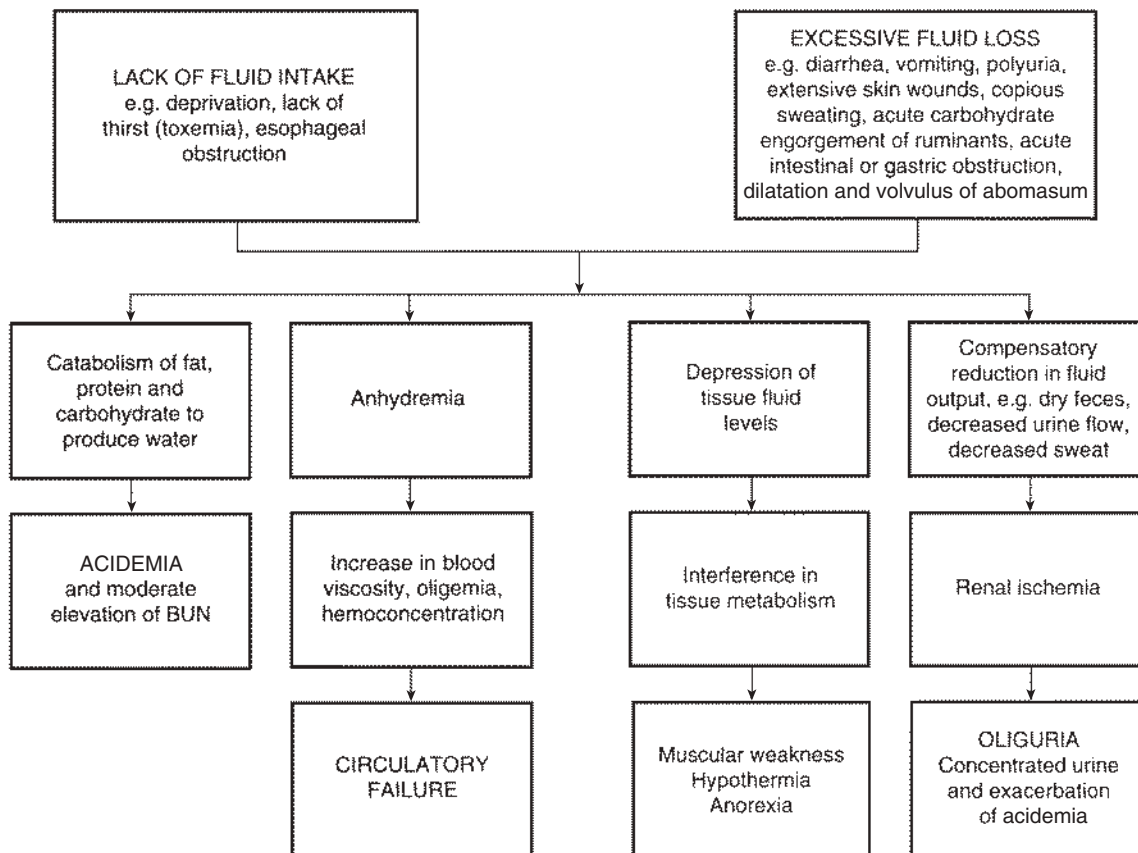 LACK OF FLUID INTAKE
e.g. deprivation, lack of
thirst (toxemia), esophageal
obstruction
EXCESSIVE FLUID LOSS
e.g. diarrhea, vomiting, polyuria,
extensive skin wounds, copious
sweating, acute carbohydrate
engorgement of ruminants, acute
intestinal or gastric obstruction,
dilatation and volvulus of abomasum
Catabolism of fat,
protein and
carbohydrate to
produce water
Anhydremia
Depression of
tissue fluid
levels
Compensatory
reduction in fluid
output, e.g. dry feces,
decreased urine flow,
decreased sweat
ACIDEMIA
and moderate
elevation of BUN
Increase in blood
viscosity, oligemia,
hemoconcentration
Interference in
tissue metabolism
Renal ischemia
CIRCULATORY
FAILURE
Muscular weakness
Hypothermia
Anorexia
OLIGURIA
Concentrated urine
and exacerbation
of acidemia